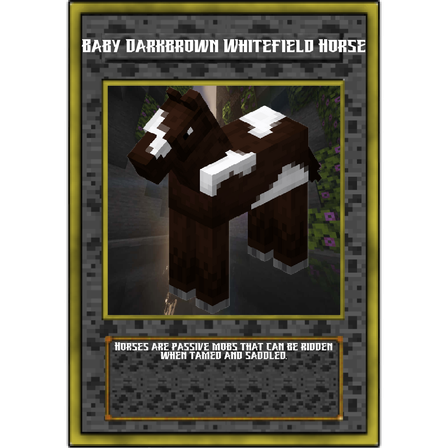 Baby Darkbrown Whitefield Horse
Horses are passive mobs that can be ridden
when tamed and saddled.